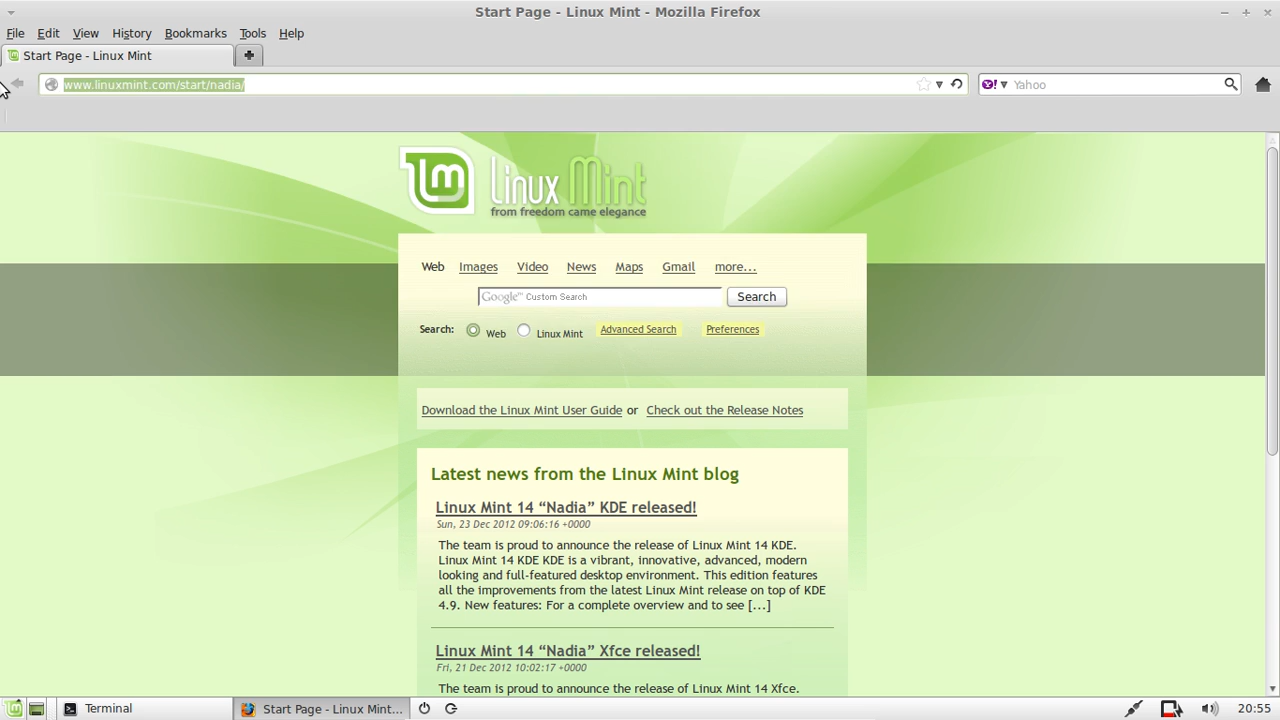 Start Page - Linux Mint - Mozilla Firefox
File Edit View History Bookmarks Tools Help
Start Page - Linux Mint
www.linuxmint.com/start/nadia/
Y! Yahoo
lm Linux Mint
from freedom came elegance
Web Images Video News Maps Gmail more...
Google™ Custom Search Search
Search: Web Linux Mint Advanced Search Preferences
Download the Linux Mint User Guide or Check out the Release Notes
Latest news from the Linux Mint blog
Linux Mint 14 “Nadia” KDE released!
Sun, 23 Dec 2012 09:06:16 +0000
The team is proud to announce the release of Linux Mint 14 KDE.
Linux Mint 14 KDE KDE is a vibrant, innovative, advanced, modern
looking and full-featured desktop environment. This edition features
all the improvements from the latest Linux Mint release on top of KDE
4.9. New features: For a complete overview and to see [...]
Linux Mint 14 “Nadia” Xfce released!
Fri, 21 Dec 2012 10:02:17 +0000
The team is proud to announce the release of Linux Mint 14 Xfce.
Terminal Start Page - Linux Mint... 20:55